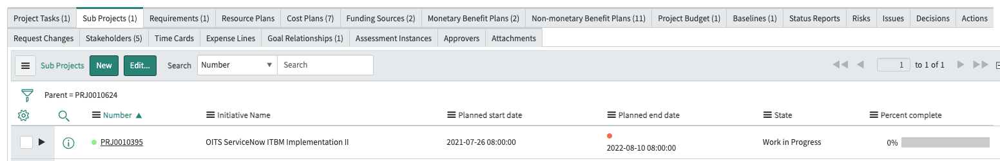 Project Tasks (1) Sub Projects (1) Requirements (1) Resource Plans Cost Plans (7) Funding Sources (2) Monetary Benefit Plans (2) Non-monetary Benefit Plans (11) Project Budget (1) Baselines (1) Status Reports Risks Issues Decisions Actions
Request Changes Stakeholders (5) Time Cards Expense Lines Goal Relationships (1) Assessment Instances Approvers Attachments
Sub Projects New Edit... Search Number Search 1 to 1 of 1
Parent = PRJ0010624
Number Initiative Name Planned start date Planned end date State Percent complete
PRJ0010395 OITS ServiceNow ITBM Implementation II 2021-07-26 08:00:00 2022-08-10 08:00:00 Work in Progress 0%